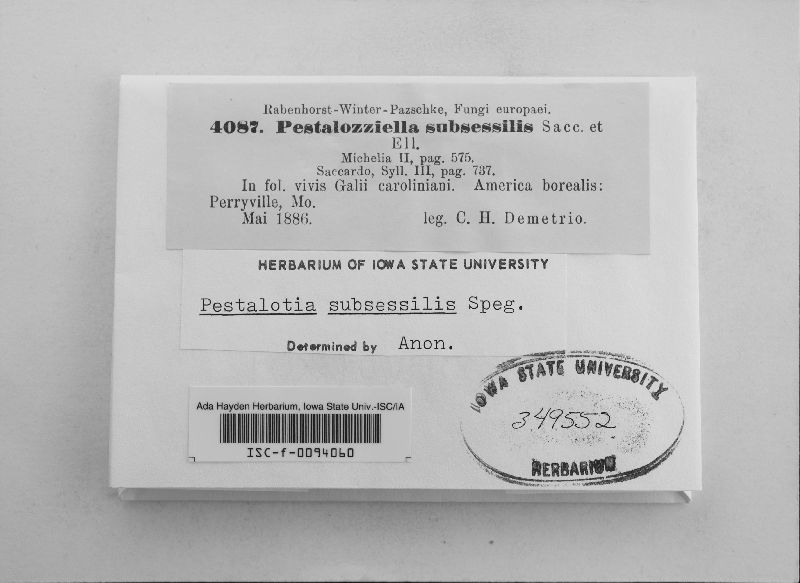 Rabenhorst-Winter-Pazschke, Fungi europaei.
4087. Pestalozziella subsessilis Sacc. et
Ell.
Michelia II, pag. 575.
Saccardo, Syll. III, pag. 737.
In fol. vivis Galii caroliniani. America borealis:
Perryville, Mo.
Mai 1886. leg. C. H. Demetrio.
HERBARIUM OF IOWA STATE UNIVERSITY
Pestalotia subsessilis Speg.
Determined by Anon.
Ada Hayden Herbarium, Iowa State Univ.-ISC/IA
ISC-f-0094060
IOWA STATE UNIVERSITY
349552
HERBARIUM